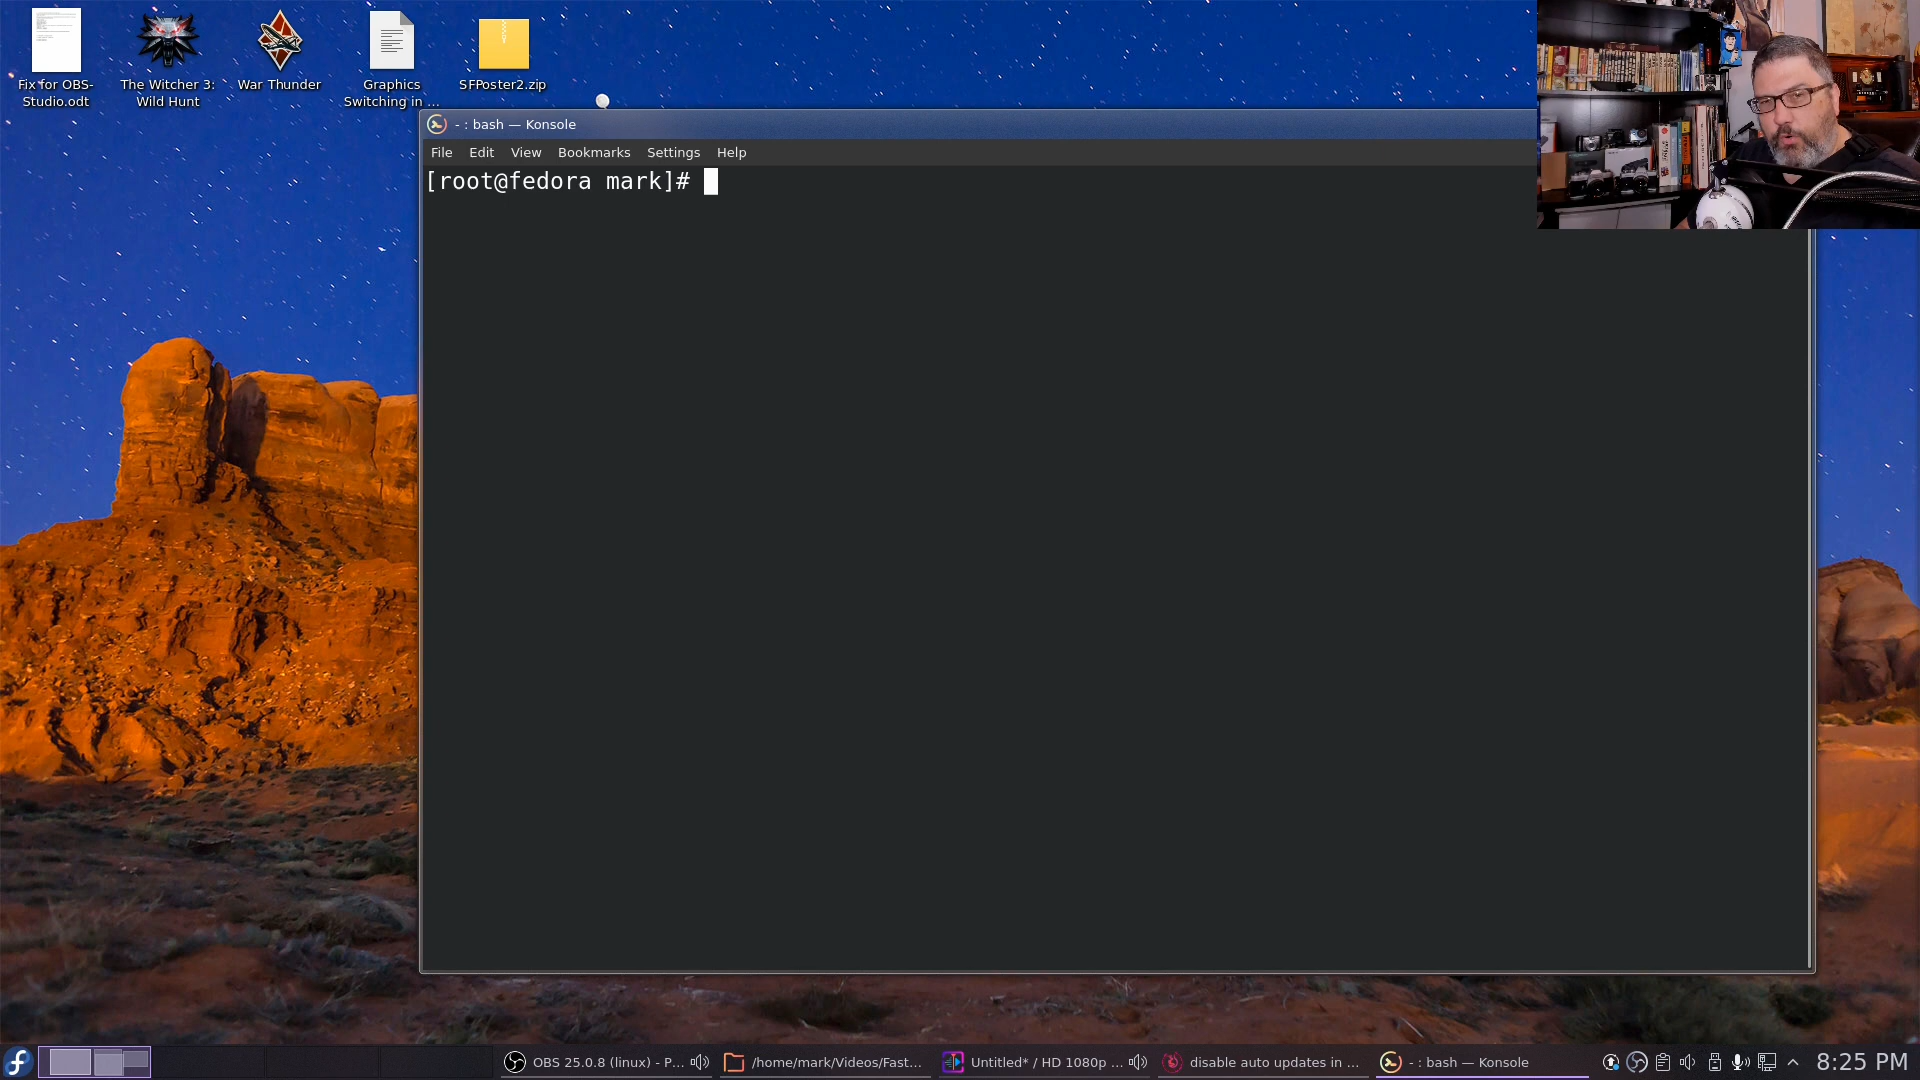 Fix for OBS-
Studio.odt
The Witcher 3:
Wild Hunt
War Thunder
Graphics
Switching in ...
SFPoster2.zip
- : bash — Konsole
File Edit View Bookmarks Settings Help
[root@fedora mark]#
OBS 25.0.8 (linux) - P...
/home/mark/Videos/Fast...
Untitled* / HD 1080p ...
disable auto updates in ...
- : bash — Konsole
8:25 PM